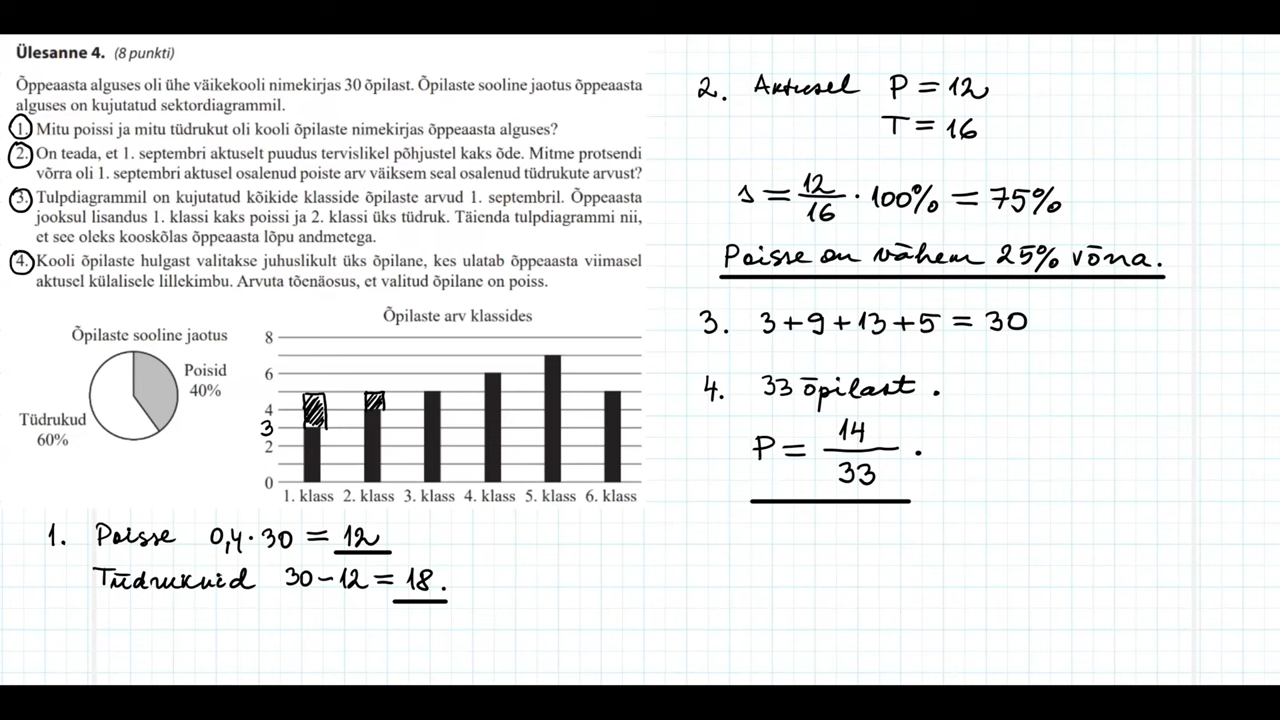 Ülesanne 4. (8 punkti)
Õppeaasta alguses oli ühe väikekooli nimekirjas 30 õpilast. Õpilaste sooline jaotus õppeaasta
alguses on kujutatud sektordiagrammil.
1. Mitu poissi ja mitu tüdrukut oli kooli õpilaste nimekirjas õppeaasta alguses?
2. On teada, et 1. septembri aktuselt puudus tervislikel põhjustel kaks õde. Mitme protsendi
võrra oli 1. septembri aktusel osalenud poiste arv väiksem seal osalenud tüdrukute arvust?
3. Tulpdiagrammil on kujutatud kõikide klasside õpilaste arvud 1. septembril. Õppeaasta
jooksul lisandus 1. klassi kaks poissi ja 2. klassi üks tüdruk. Täienda tulpdiagrammi nii,
et see oleks kooskõlas õppeaasta lõpu andmetega.
4. Kooli õpilaste hulgast valitakse juhuslikult üks õpilane, kes ulatab õppeaasta viimasel
aktusel külalisele lillekimbu. Arvuta tõenäosus, et valitud õpilane on poiss.
Õpilaste sooline jaotus
Poisid
40%
Tüdrukud
60%
Õpilaste arv klassides
8
6
4
3
2
0
1. klass 2. klass 3. klass 4. klass 5. klass 6. klass
1. Poisse 0,4 · 30 = 12
Tüdrukuid 30 − 12 = 18.
2. Aktusel P = 12
T = 16
s = 12/16 · 100% = 75%
Poisse on vähem 25% võrra.
3. 3 + 9 + 13 + 5 = 30
4. 33 õpilast.
P = 14/33.